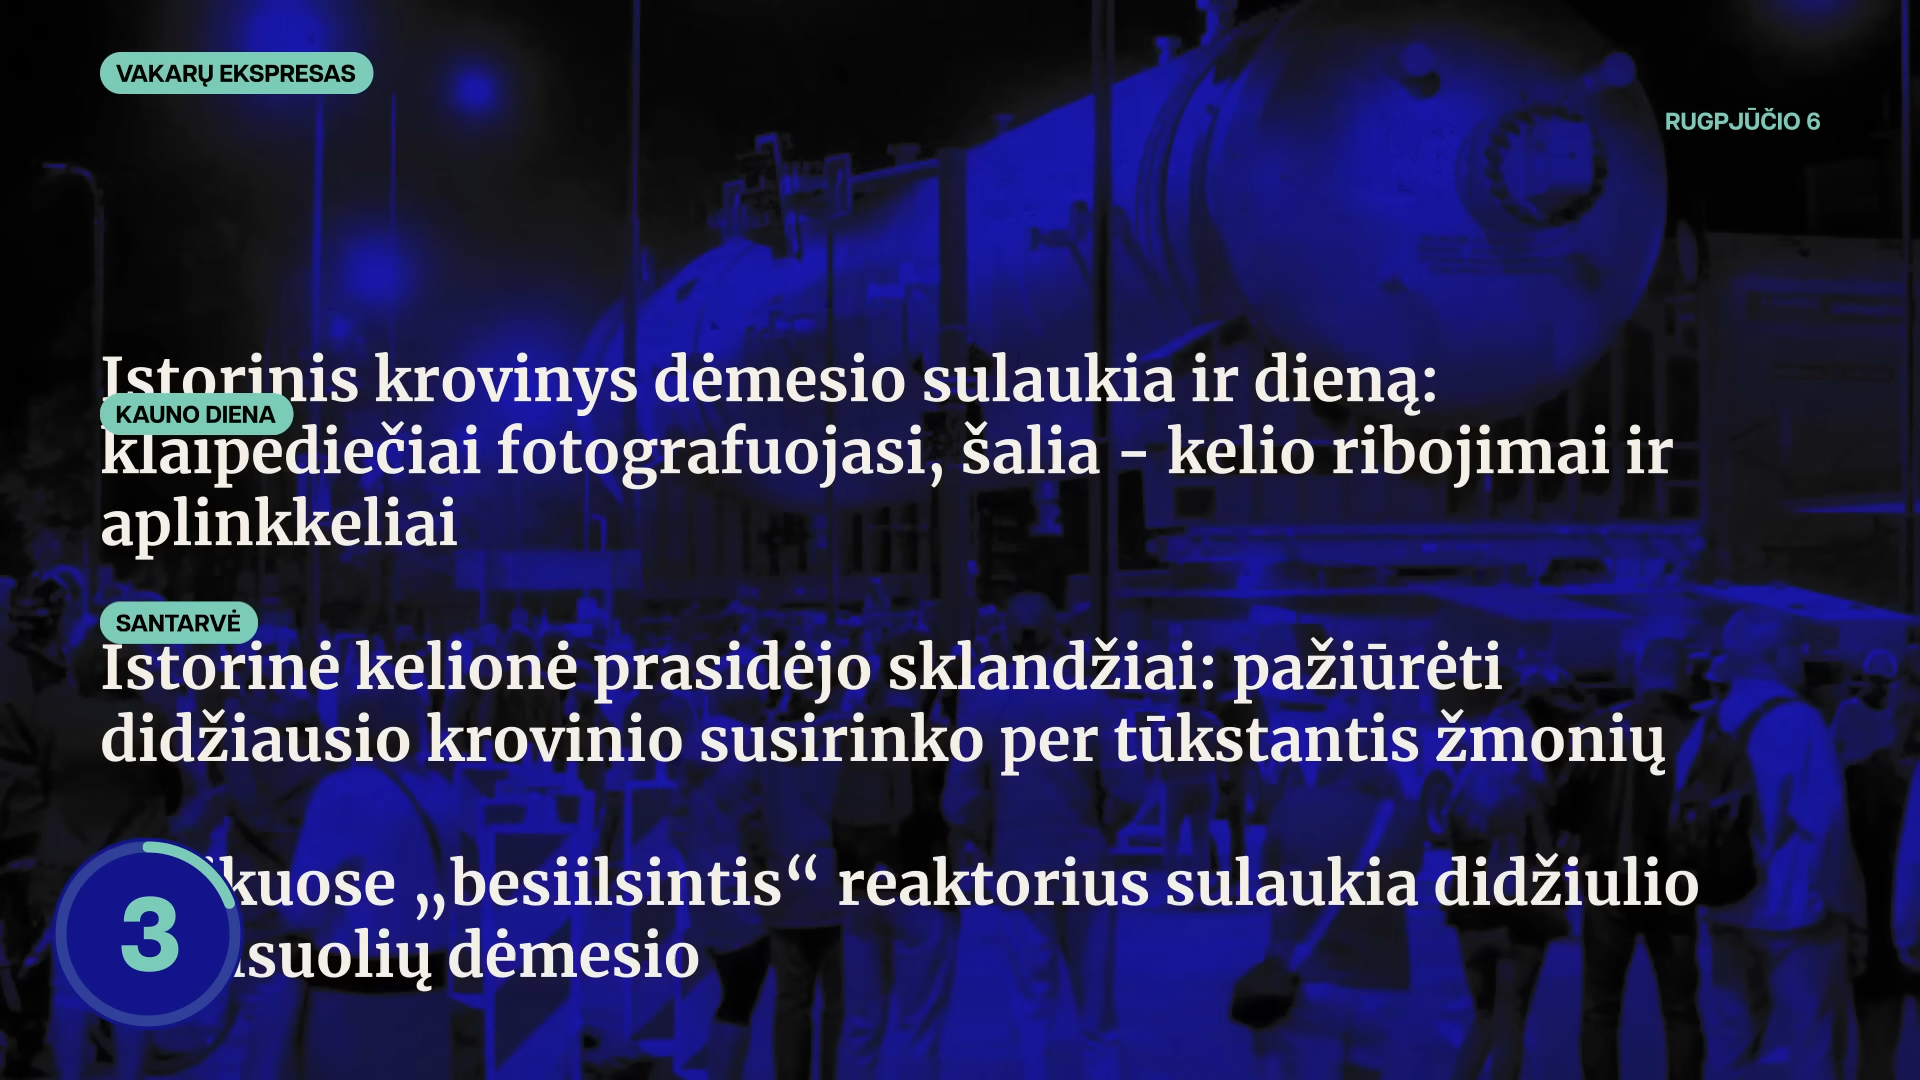 VAKARŲ EKSPRESAS
RUGPJŪČIO 6
Istorinis krovinys dėmesio sulaukia ir dieną:
KAUNO DIENA
klaipėdiečiai fotografuojasi, šalia – kelio ribojimai ir
aplinkkeliai
SANTARVĖ
Istorinė kelionė prasidėjo sklandžiai: pažiūrėti
didžiausio krovinio susirinko per tūkstantis žmonių
kuose „besiilsintis“ reaktorius sulaukia didžiulio
suolių dėmesio
3